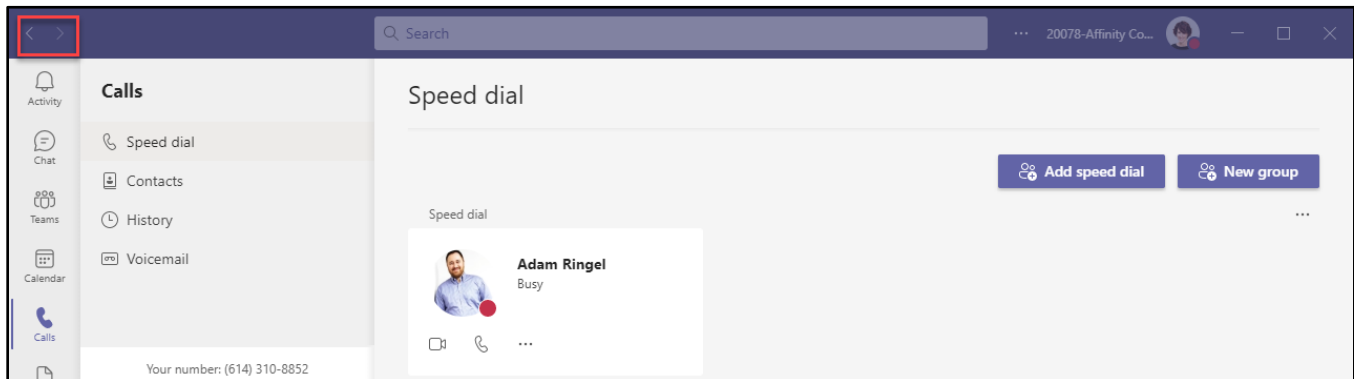 Search
20078-Affinity Co...
Activity
Chat
Teams
Calendar
Calls
Calls
Speed dial
Contacts
History
Voicemail
Your number: (614) 310-8852
Speed dial
Add speed dial
New group
Speed dial
Adam Ringel
Busy